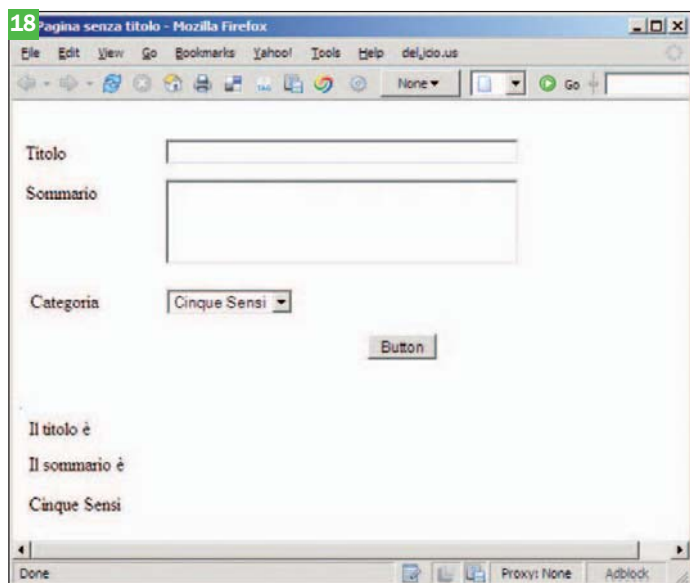 18
Pagina senza titolo - Mozilla Firefox
File Edit View Go Bookmarks Yahoo! Tools Help del.icio.us
None Go
Titolo
Sommario
Categoria Cinque Sensi
Button
Il titolo è
Il sommario è
Cinque Sensi
Done Proxy: None Adblock